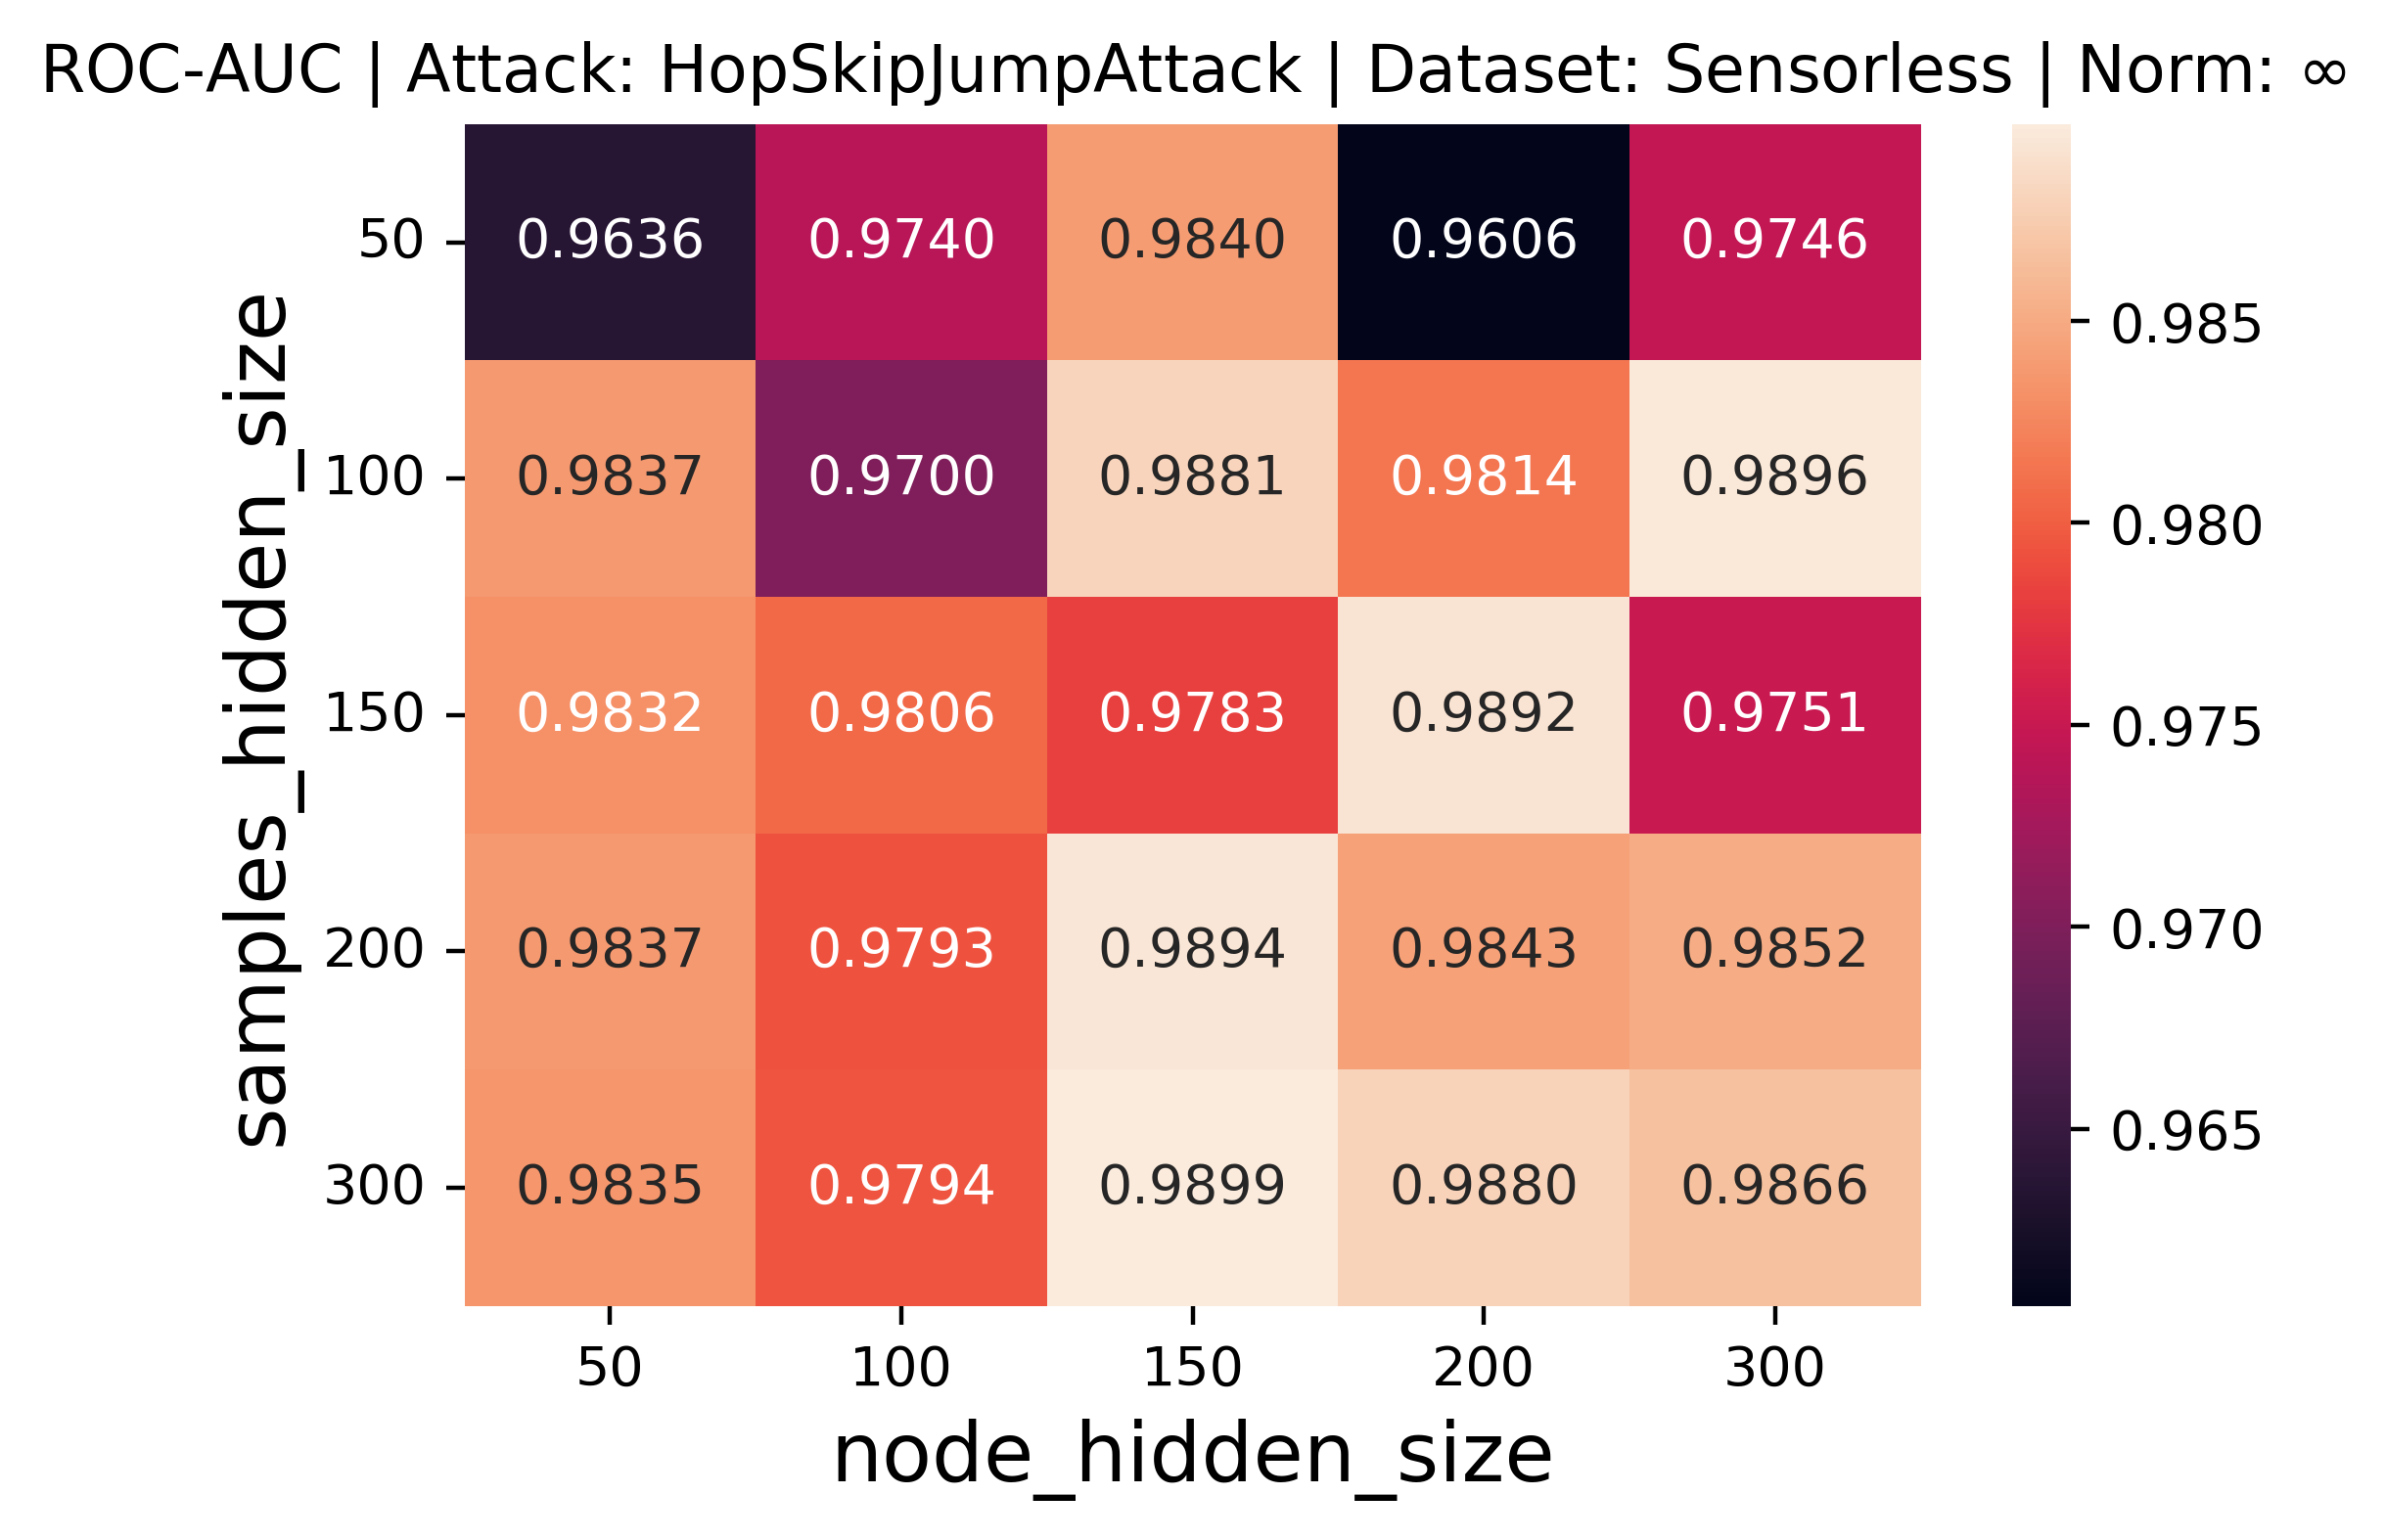 ROC-AUC | Attack: HopSkipJumpAttack | Dataset: Sensorless | Norm: ∞
samples_hidden_size
50 0.9636 0.9740 0.9840 0.9606 0.9746
100 0.9837 0.9700 0.9881 0.9814 0.9896
150 0.9832 0.9806 0.9783 0.9892 0.9751
200 0.9837 0.9793 0.9894 0.9843 0.9852
300 0.9835 0.9794 0.9899 0.9880 0.9866
50 100 150 200 300
node_hidden_size
0.985
0.980
0.975
0.970
0.965